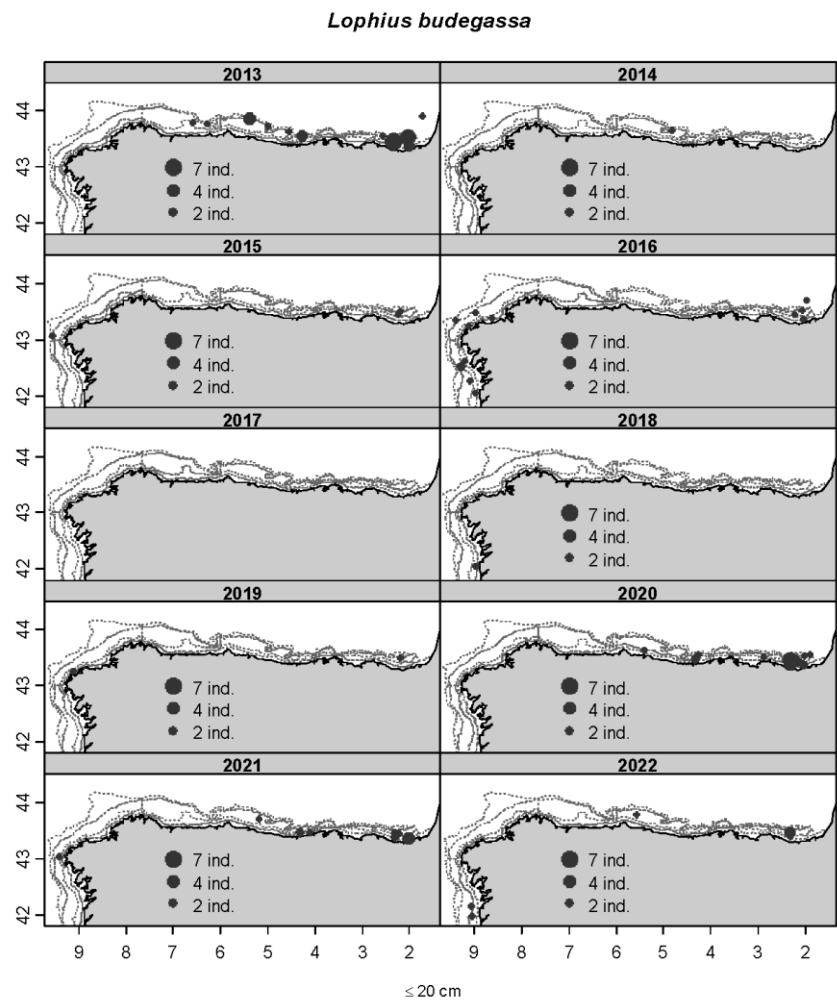 Lophius budegassa
2013 2014
44
43
42
7 ind. 7 ind.
4 ind. 4 ind.
2 ind. 2 ind.
2015 2016
44
43
42
7 ind. 7 ind.
4 ind. 4 ind.
2 ind. 2 ind.
2017 2018
44
43
42
7 ind.
4 ind.
2 ind.
2019 2020
44
43
42
7 ind. 7 ind.
4 ind. 4 ind.
2 ind. 2 ind.
2021 2022
44
43
42
7 ind. 7 ind.
4 ind. 4 ind.
2 ind. 2 ind.
9 8 7 6 5 4 3 2 9 8 7 6 5 4 3 2
≤ 20 cm